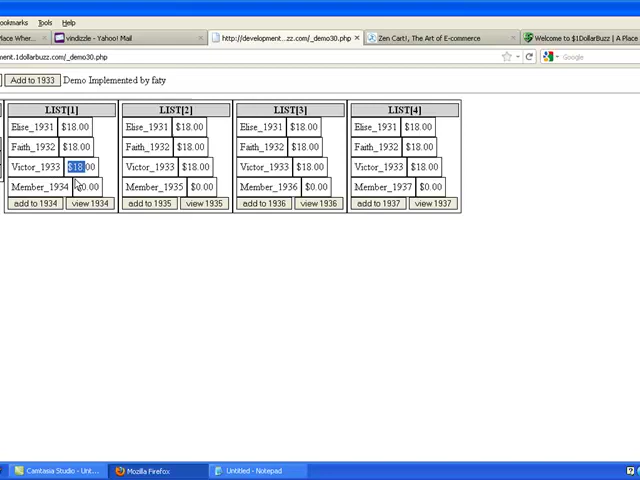 ookmarks Tools Help
Place Wher...
vindizzle - Yahoo! Mail
http://development...zz.com/_demo30.php
Zen Cart!, The Art of E-commerce
Welcome to $1DollarBuzz | A Place
ment.1dollarbuzz.com/_demo30.php
Google
Add to 1933 Demo Implemented by faty
LIST[1] LIST[2] LIST[3] LIST[4]
Elise_1931 $18.00 Elise_1931 $18.00 Elise_1931 $18.00 Elise_1931 $18.00
Faith_1932 $18.00 Faith_1932 $18.00 Faith_1932 $18.00 Faith_1932 $18.00
Victor_1933 $18.00 Victor_1933 $18.00 Victor_1933 $18.00 Victor_1933 $18.00
Member_1934 $0.00 Member_1935 $0.00 Member_1936 $0.00 Member_1937 $0.00
add to 1934 view 1934 add to 1935 view 1935 add to 1936 view 1936 add to 1937 view 1937
Camtasia Studio - Unt...
Mozilla Firefox
Untitled - Notepad